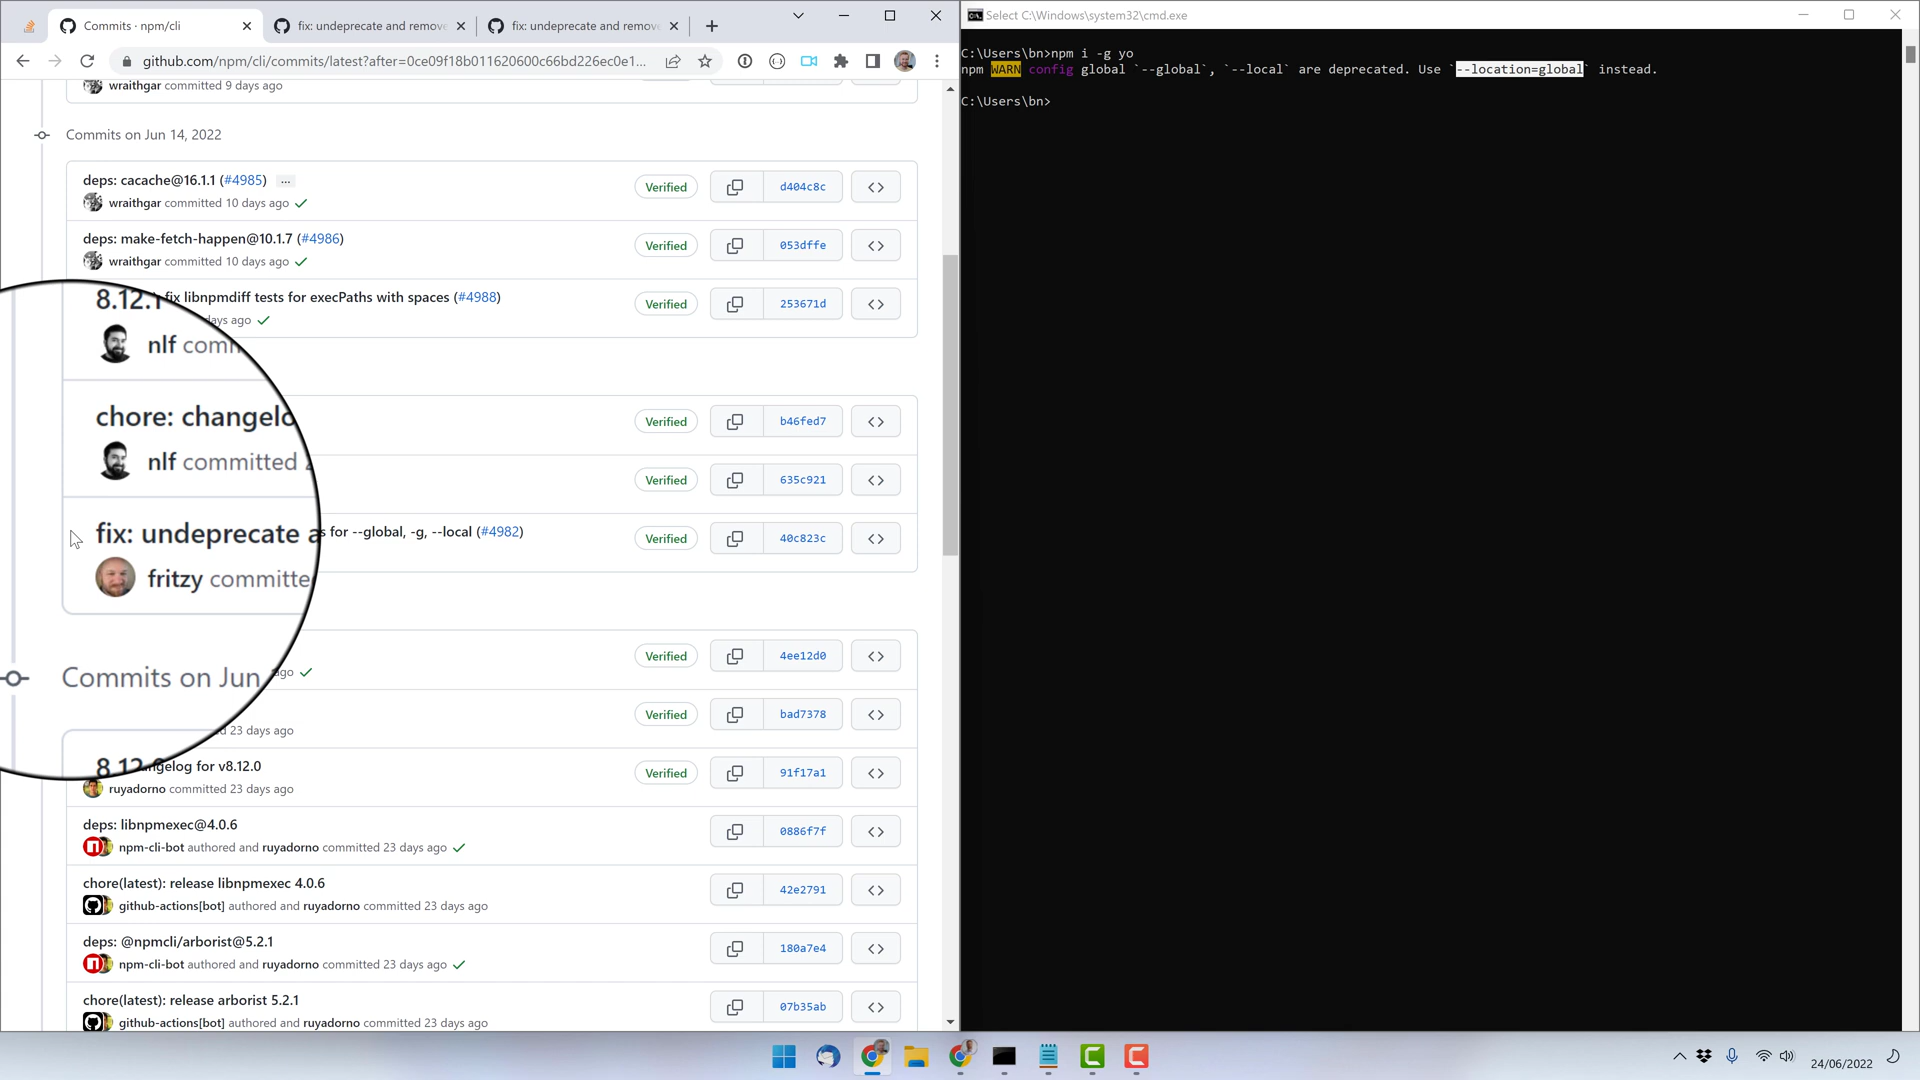 Commits · npm/cli
fix: undeprecate and remove
fix: undeprecate and remove
github.com/npm/cli/commits/latest?after=0ce09f18b011620600c66bd226ec0e1...
wraithgar committed 9 days ago
Commits on Jun 14, 2022
deps: cacache@16.1.1 (#4985) ...
wraithgar committed 10 days ago
Verified
d404c8c
deps: make-fetch-happen@10.1.7 (#4986)
wraithgar committed 10 days ago
Verified
053dffe
fix libnpmdiff tests for execPaths with spaces (#4988)
days ago
Verified
253671d
8.12.1
nlf comm
Verified
b46fed7
chore: changelo
nlf committed 2
Verified
635c921
fix: undeprecate a
s for --global, -g, --local (#4982)
fritzy committe
Verified
40c823c
Commits on Jun
ago
Verified
4ee12d0
d 23 days ago
Verified
bad7378
8.12.0
ngelog for v8.12.0
ruyadorno committed 23 days ago
Verified
91f17a1
deps: libnpmexec@4.0.6
npm-cli-bot authored and ruyadorno committed 23 days ago
0886f7f
chore(latest): release libnpmexec 4.0.6
github-actions[bot] authored and ruyadorno committed 23 days ago
42e2791
deps: @npmcli/arborist@5.2.1
npm-cli-bot authored and ruyadorno committed 23 days ago
180a7e4
chore(latest): release arborist 5.2.1
github-actions[bot] authored and ruyadorno committed 23 days ago
07b35ab
Select C:\Windows\system32\cmd.exe
C:\Users\bn>npm i -g yo
npm WARN config global `--global`, `--local` are deprecated. Use `--location=global` instead.
C:\Users\bn>
24/06/2022